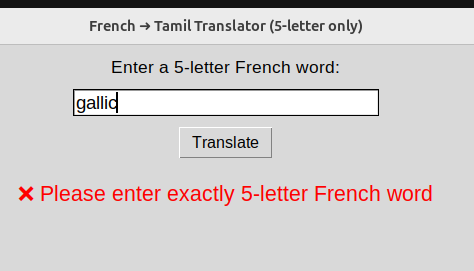 French → Tamil Translator (5-letter only)
Enter a 5-letter French word:
gallic
Translate
❌ Please enter exactly 5-letter French word